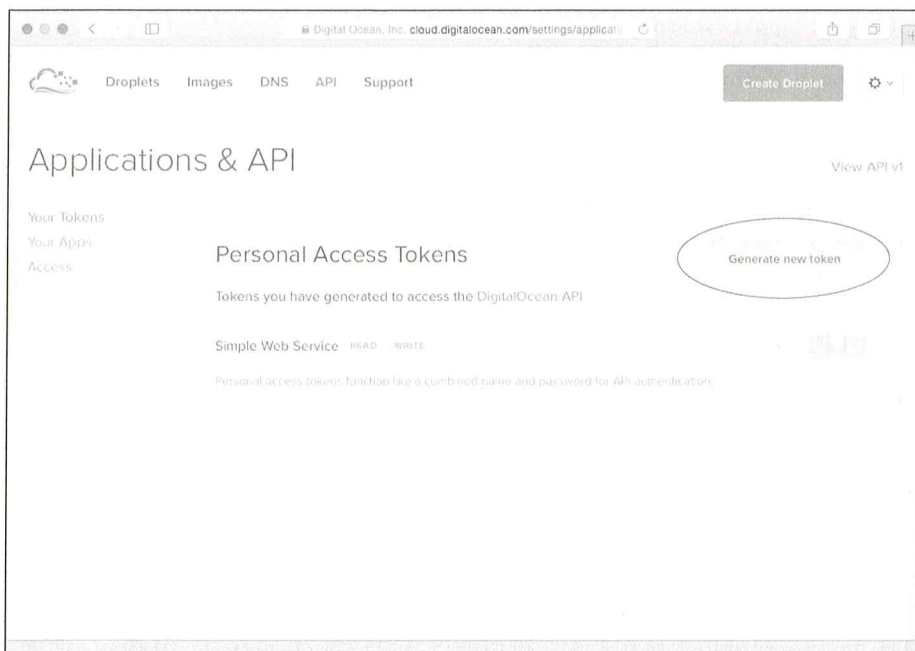 Digital Ocean, Inc. cloud.digitalocean.com/settings/applicati
Droplets Images DNS API Support Create Droplet
Applications & API
View API v1
Your Tokens
Your Apps
Access
Personal Access Tokens
Generate new token
Tokens you have generated to access the DigitalOcean API
Simple Web Service READ WRITE
Personal access tokens function like a combined name and password for API authentication.